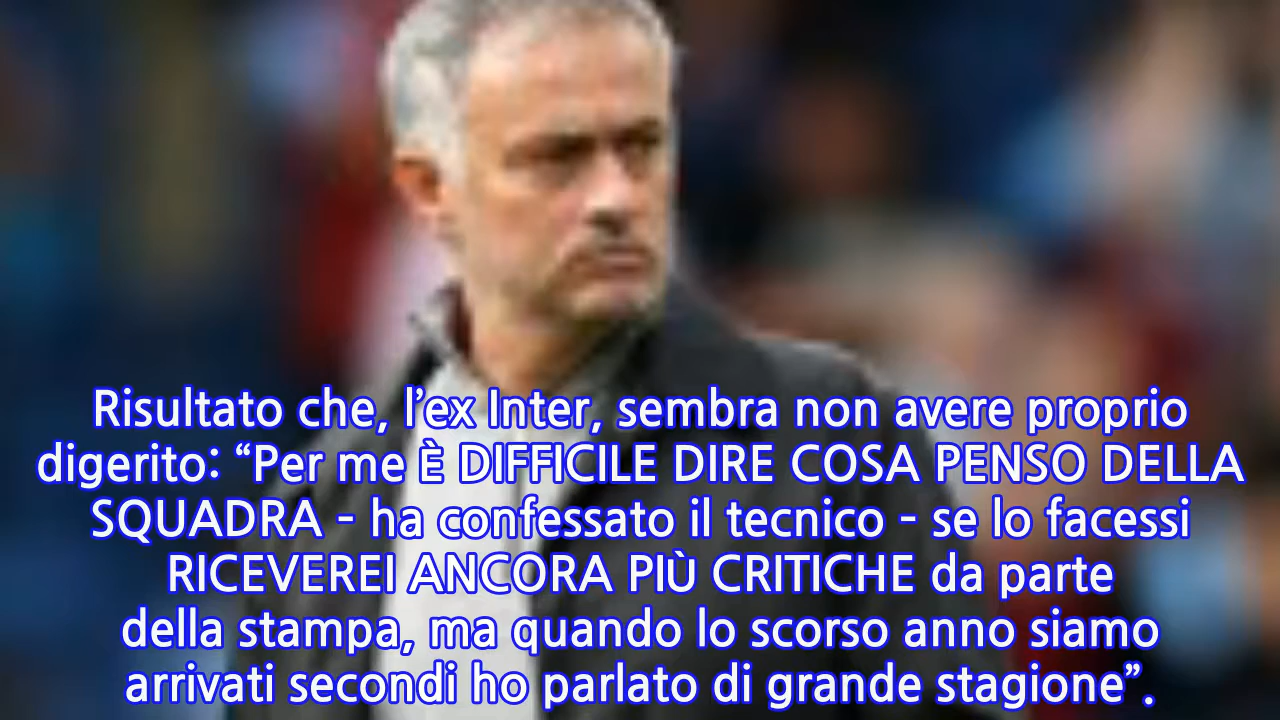 Risultato che, l’ex Inter, sembra non avere proprio
digerito: “Per me È DIFFICILE DIRE COSA PENSO DELLA
SQUADRA - ha confessato il tecnico - se lo facessi
RICEVEREI ANCORA PIÙ CRITICHE da parte
della stampa, ma quando lo scorso anno siamo
arrivati secondi ho parlato di grande stagione”.